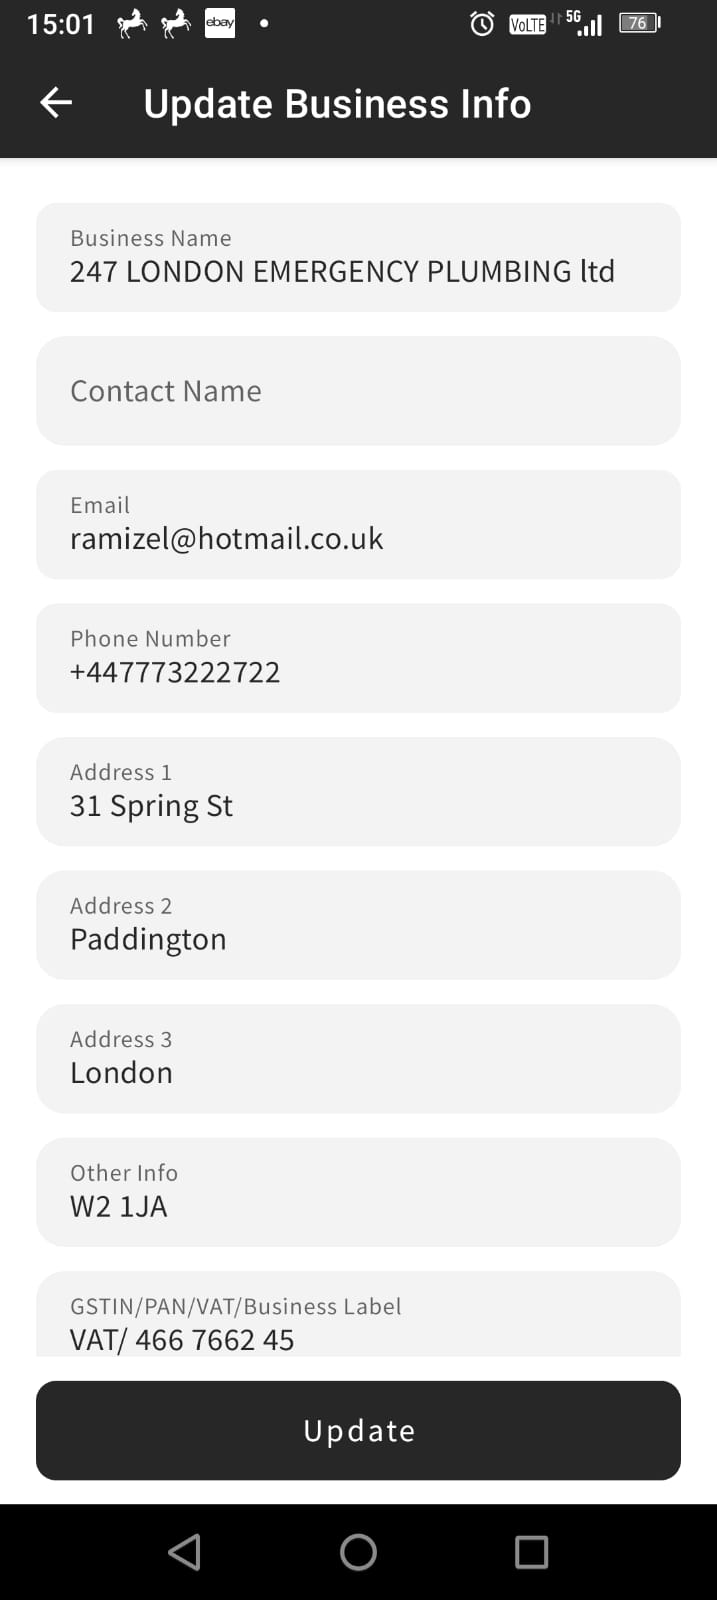 15:01 ebay VoLTE 5G 76
Update Business Info
Business Name
247 LONDON EMERGENCY PLUMBING ltd
Contact Name
Email
ramizel@hotmail.co.uk
Phone Number
+447773222722
Address 1
31 Spring St
Address 2
Paddington
Address 3
London
Other Info
W2 1JA
GSTIN/PAN/VAT/Business Label
VAT/ 466 7662 45
Update